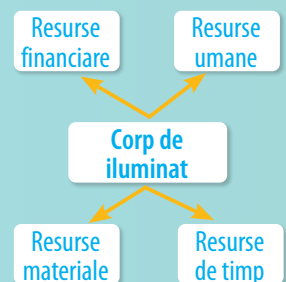 Resurse
financiare
Resurse
umane
Corp de
iluminat
Resurse
materiale
Resurse
de timp